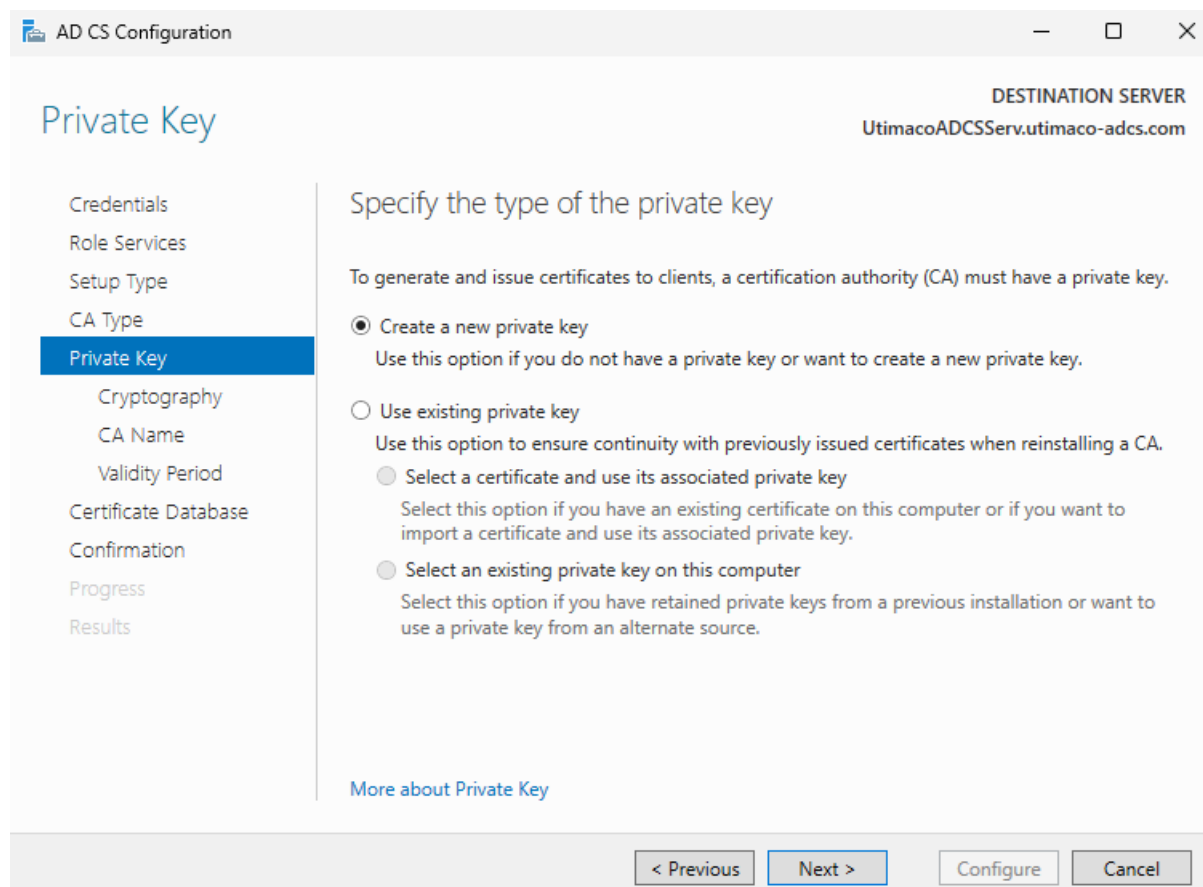 AD CS Configuration
DESTINATION SERVER
UtimacoADCSServ.utimaco-adcs.com
Private Key
Credentials
Role Services
Setup Type
CA Type
Private Key
Cryptography
CA Name
Validity Period
Certificate Database
Confirmation
Progress
Results
Specify the type of the private key
To generate and issue certificates to clients, a certification authority (CA) must have a private key.
Create a new private key
Use this option if you do not have a private key or want to create a new private key.
Use existing private key
Use this option to ensure continuity with previously issued certificates when reinstalling a CA.
Select a certificate and use its associated private key
Select this option if you have an existing certificate on this computer or if you want to
import a certificate and use its associated private key.
Select an existing private key on this computer
Select this option if you have retained private keys from a previous installation or want to
use a private key from an alternate source.
More about Private Key
< Previous
Next >
Configure
Cancel